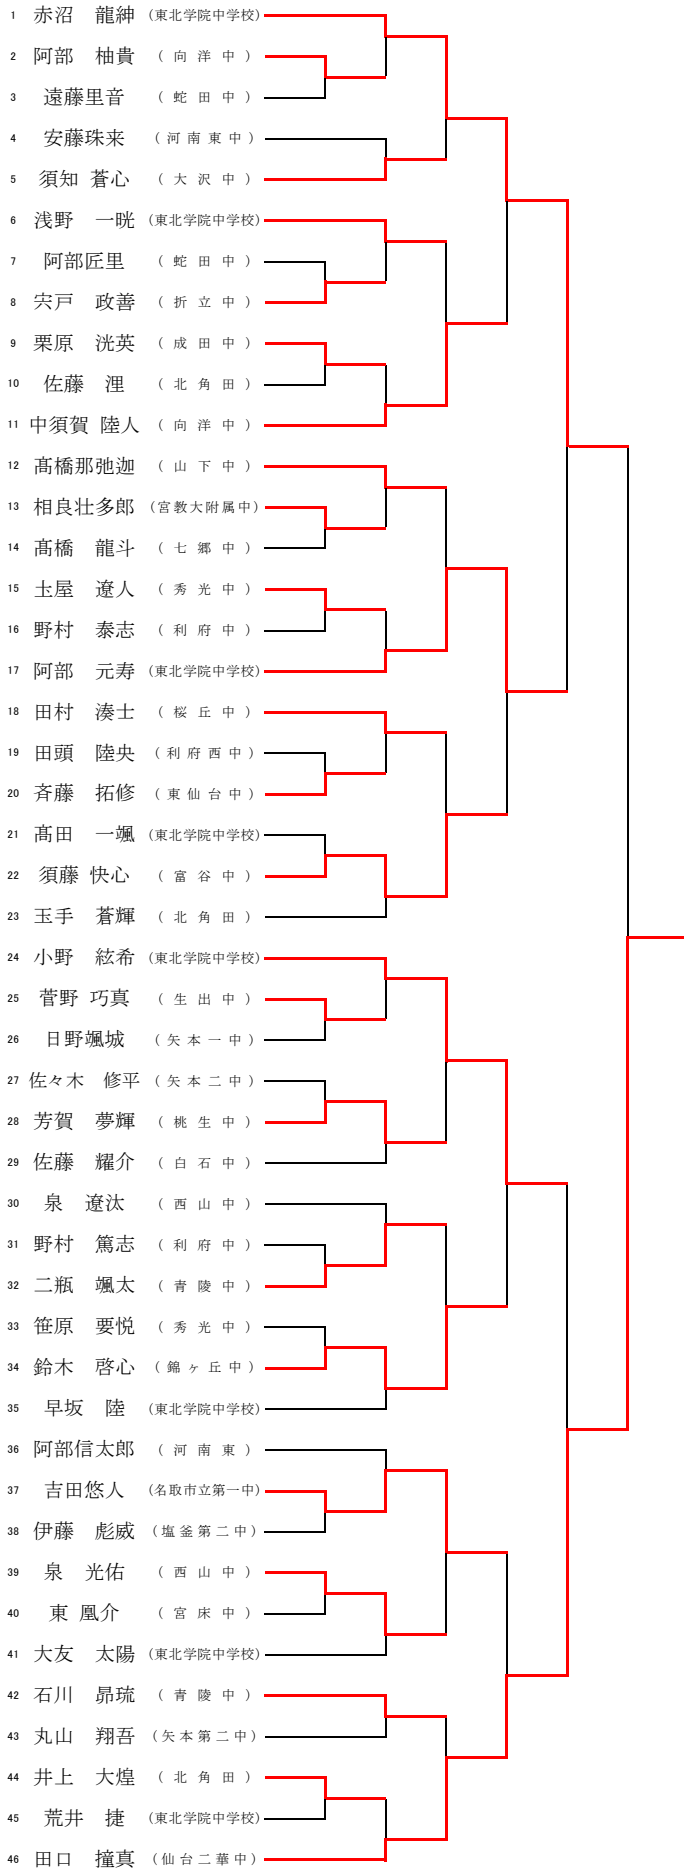 1 赤沼 龍紳 (東北学院中学校)
2 阿部 柚貴 (向洋中)
3 遠藤里音 (蛇田中)
4 安藤珠来 (河南東中)
5 須知 蒼心 (大沢中)
6 浅野 一晄 (東北学院中学校)
7 阿部匠里 (蛇田中)
8 宍戸 政善 (折立中)
9 栗原 洸英 (成田中)
10 佐藤 浬 (北角田)
11 中須賀 陸人 (向洋中)
12 髙橋那弛迦 (山下中)
13 相良壮多郎 (宮教大附属中)
14 髙橋 龍斗 (七郷中)
15 圡屋 遼人 (秀光中)
16 野村 泰志 (利府中)
17 阿部 元寿 (東北学院中学校)
18 田村 湊士 (桜丘中)
19 田頭 陸央 (利府西中)
20 斉藤 拓修 (東仙台中)
21 髙田 一颯 (東北学院中学校)
22 須藤 快心 (富谷中)
23 玉手 蒼輝 (北角田)
24 小野 絃希 (東北学院中学校)
25 菅野 巧真 (生出中)
26 日野颯城 (矢本一中)
27 佐々木 修平 (矢本二中)
28 芳賀 夢輝 (桃生中)
29 佐藤 耀介 (白石中)
30 泉 遼汰 (西山中)
31 野村 篤志 (利府中)
32 二瓶 颯太 (青陵中)
33 笹原 要悦 (秀光中)
34 鈴木 啓心 (錦ヶ丘中)
35 早坂 陸 (東北学院中学校)
36 阿部信太郎 (河南東)
37 吉田悠人 (名取市立第一中)
38 伊藤 彪威 (塩釜第二中)
39 泉 光佑 (西山中)
40 東 凰介 (宮床中)
41 大友 太陽 (東北学院中学校)
42 石川 昴琉 (青陵中)
43 丸山 翔吾 (矢本第二中)
44 井上 大煌 (北角田)
45 荒井 捷 (東北学院中学校)
46 田口 撞真 (仙台二華中)